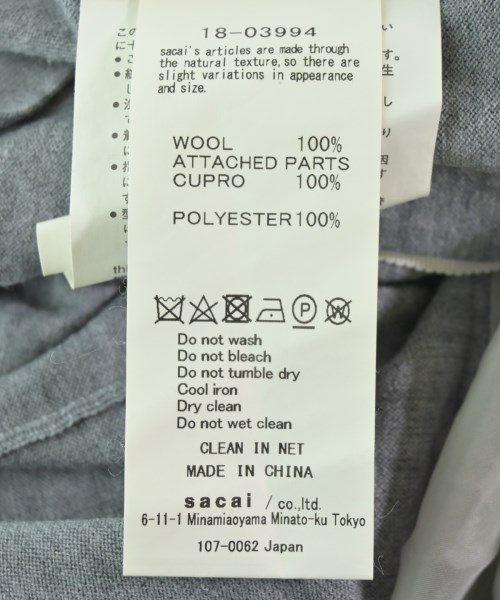 18-03994
sacai's articles are made through
the natural texture, so there are
slight variations in appearance
and size.
WOOL 100%
ATTACHED PARTS
CUPRO 100%
POLYESTER 100%
P W
Do not wash
Do not bleach
Do not tumble dry
Cool iron
Dry clean
Do not wet clean
CLEAN IN NET
MADE IN CHINA
sacai / co.,ltd.
6-11-1 Minamiaoyama Minato-ku Tokyo
107-0062 Japan